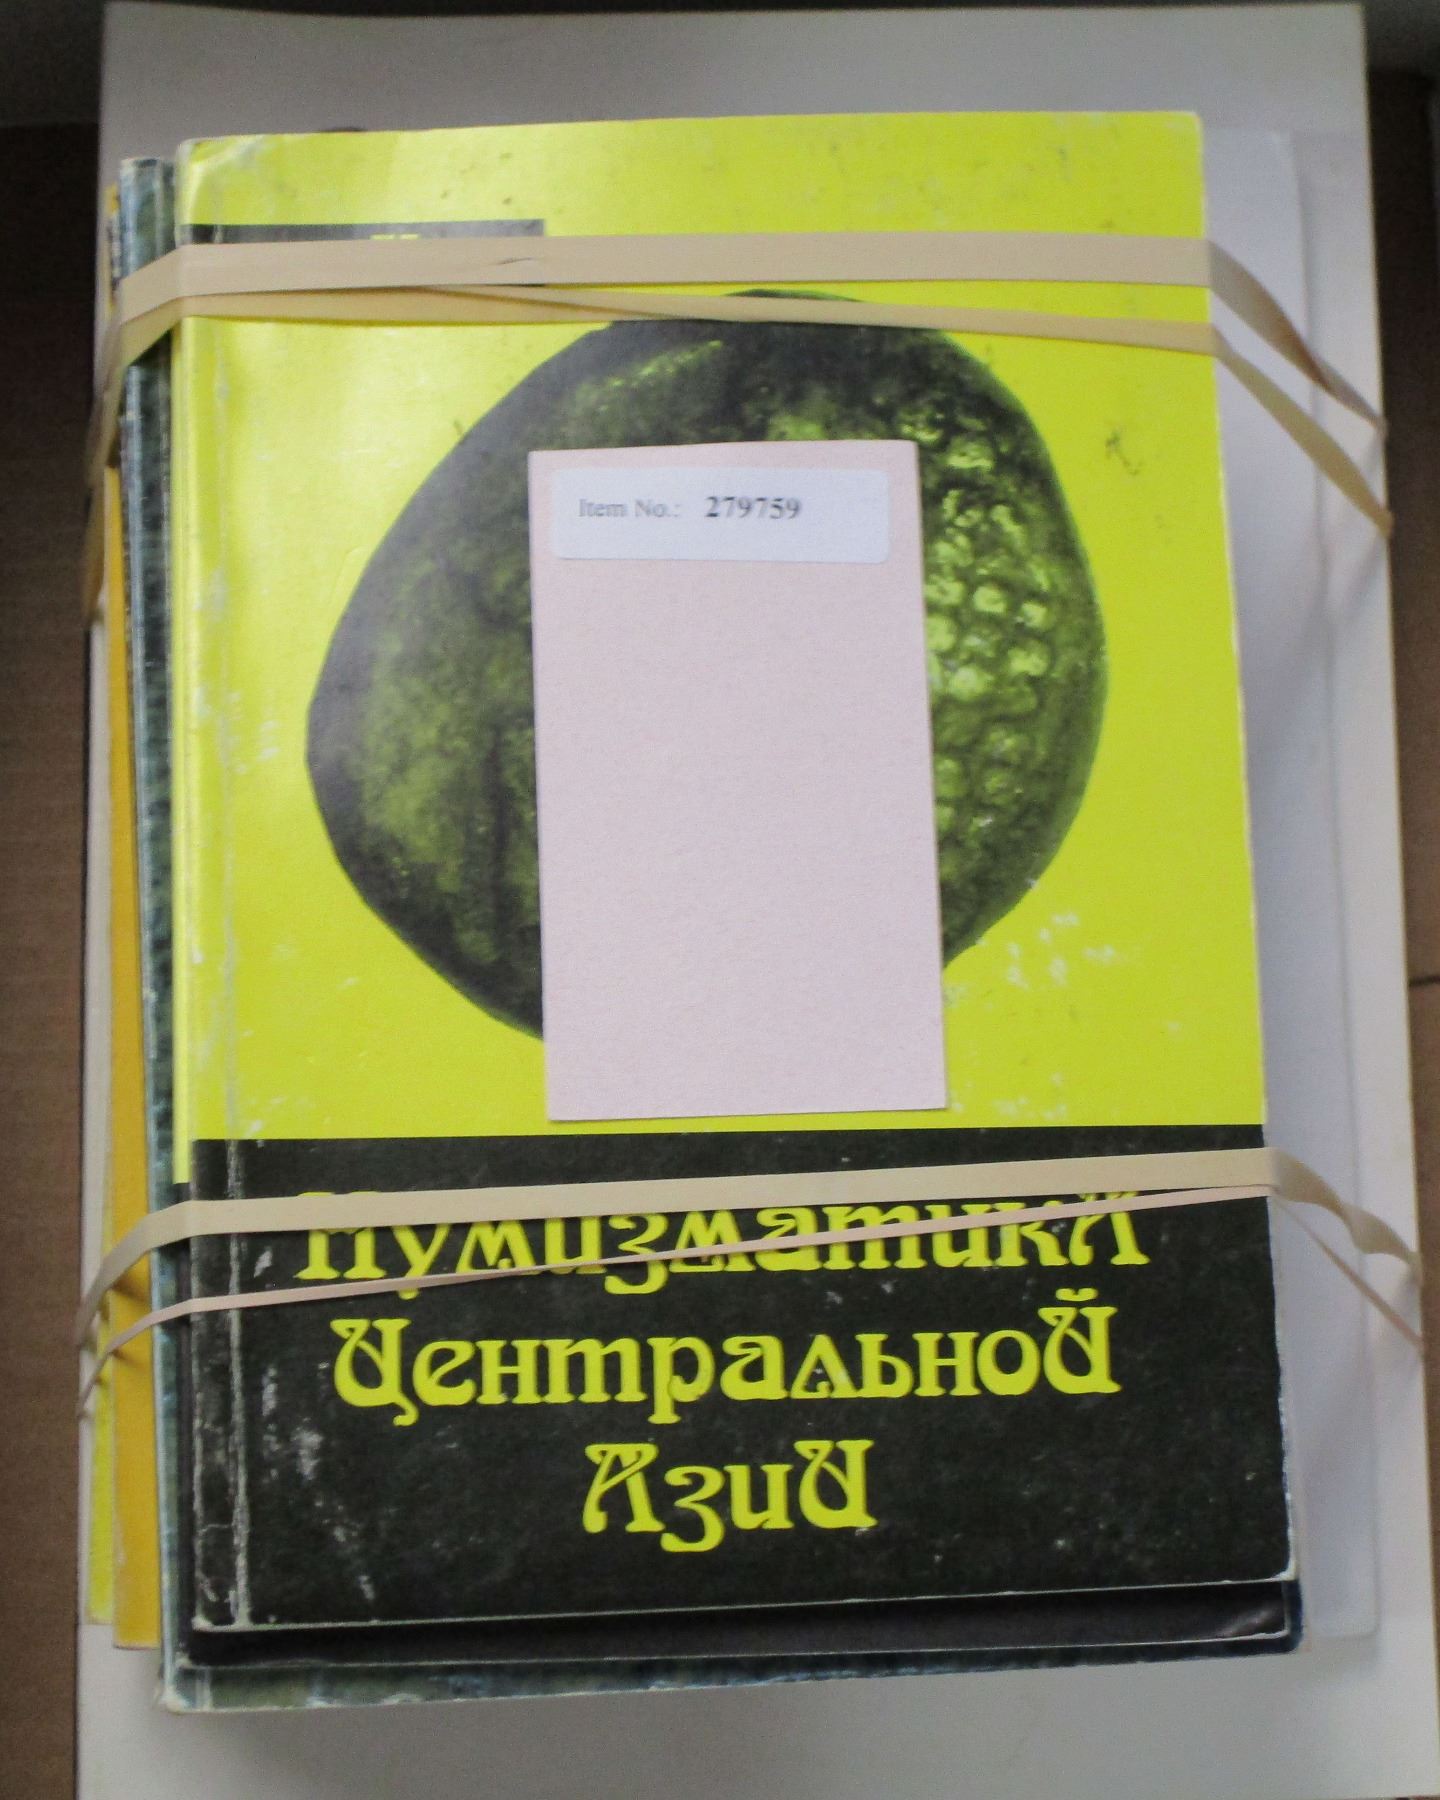 Item No.: 279759
Нумизматика
Центральной
Азии